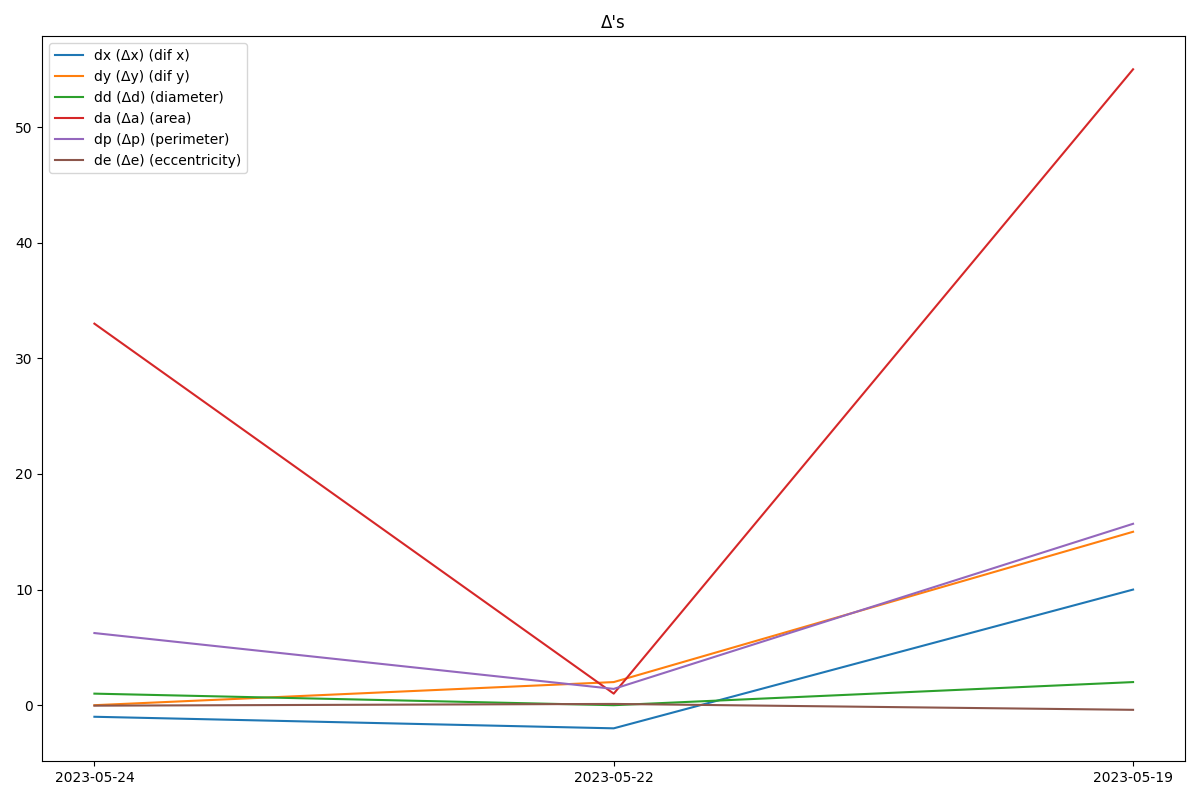 Δ's
dx (Δx) (dif x)
dy (Δy) (dif y)
dd (Δd) (diameter)
da (Δa) (area)
dp (Δp) (perimeter)
de (Δe) (eccentricity)
50
40
30
20
10
0
2023-05-24 2023-05-22 2023-05-19